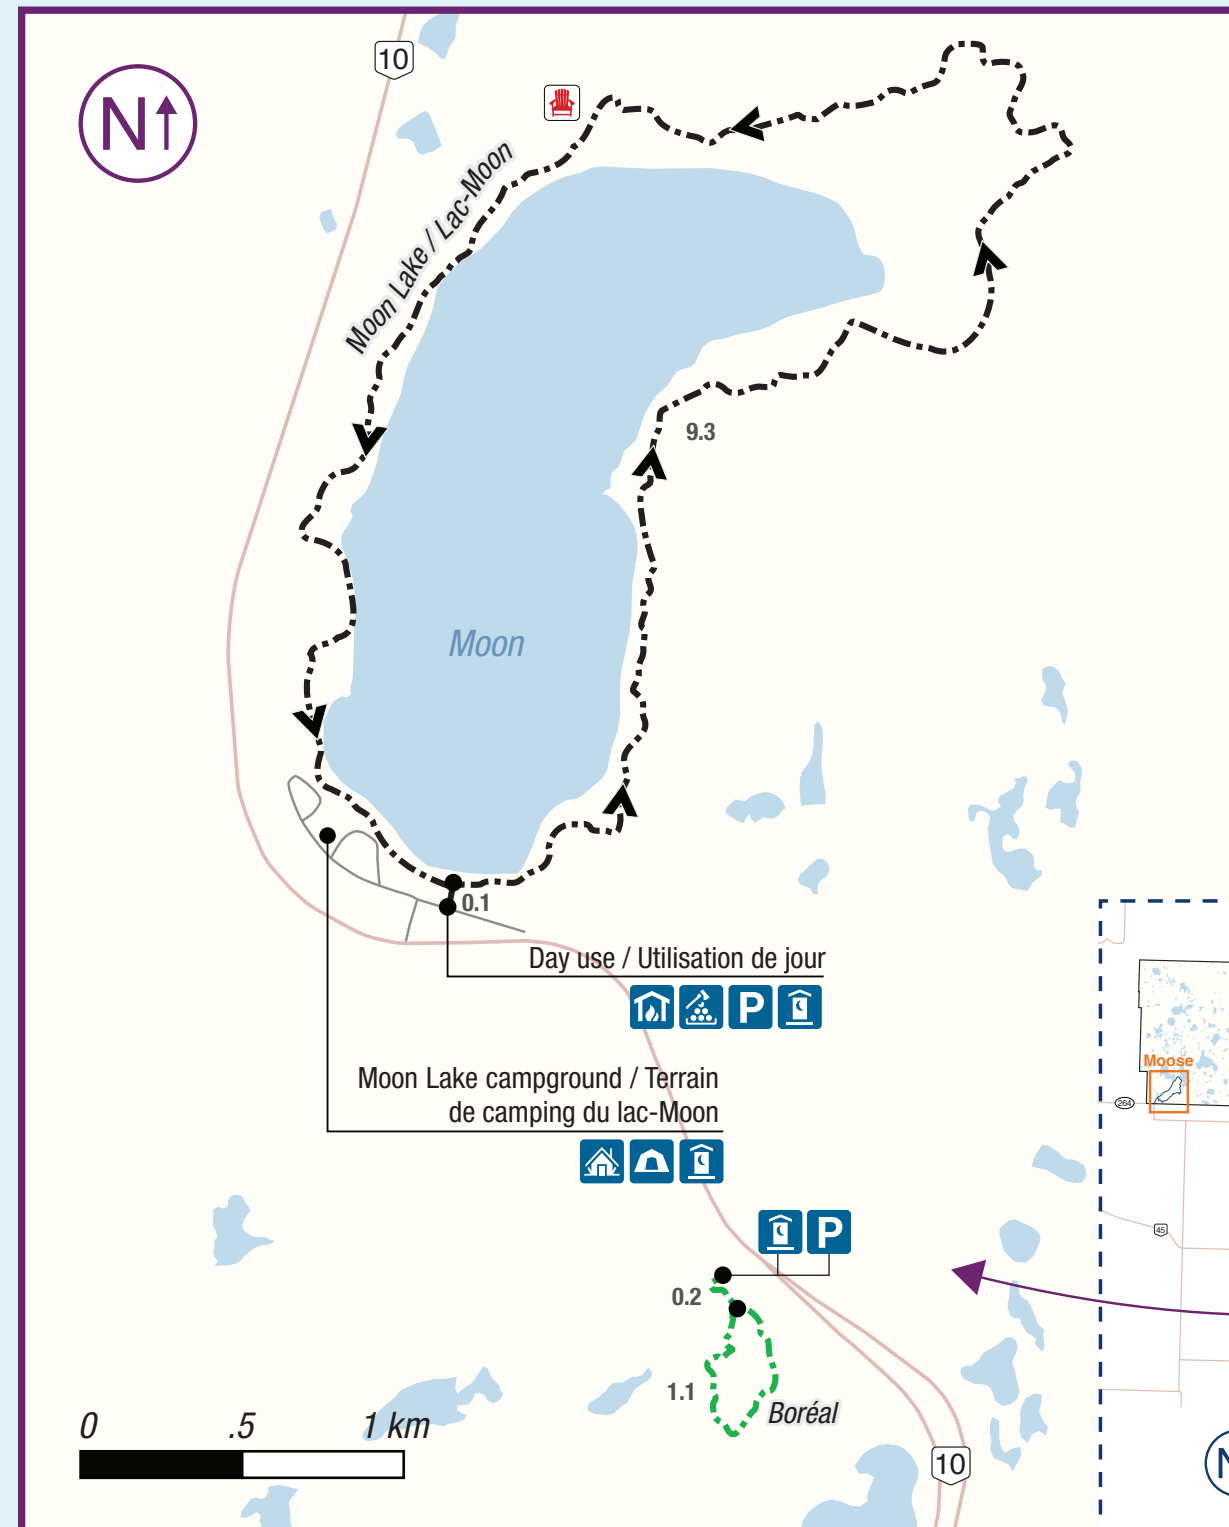 10
N
Moon Lake / Lac-Moon
9.3
Moon
0.1
Day use / Utilisation de jour
P
Moon Lake campground / Terrain
de camping du lac-Moon
Moose
264
45
P
0.2
1.1
Boréal
0 .5 1 km
10
N